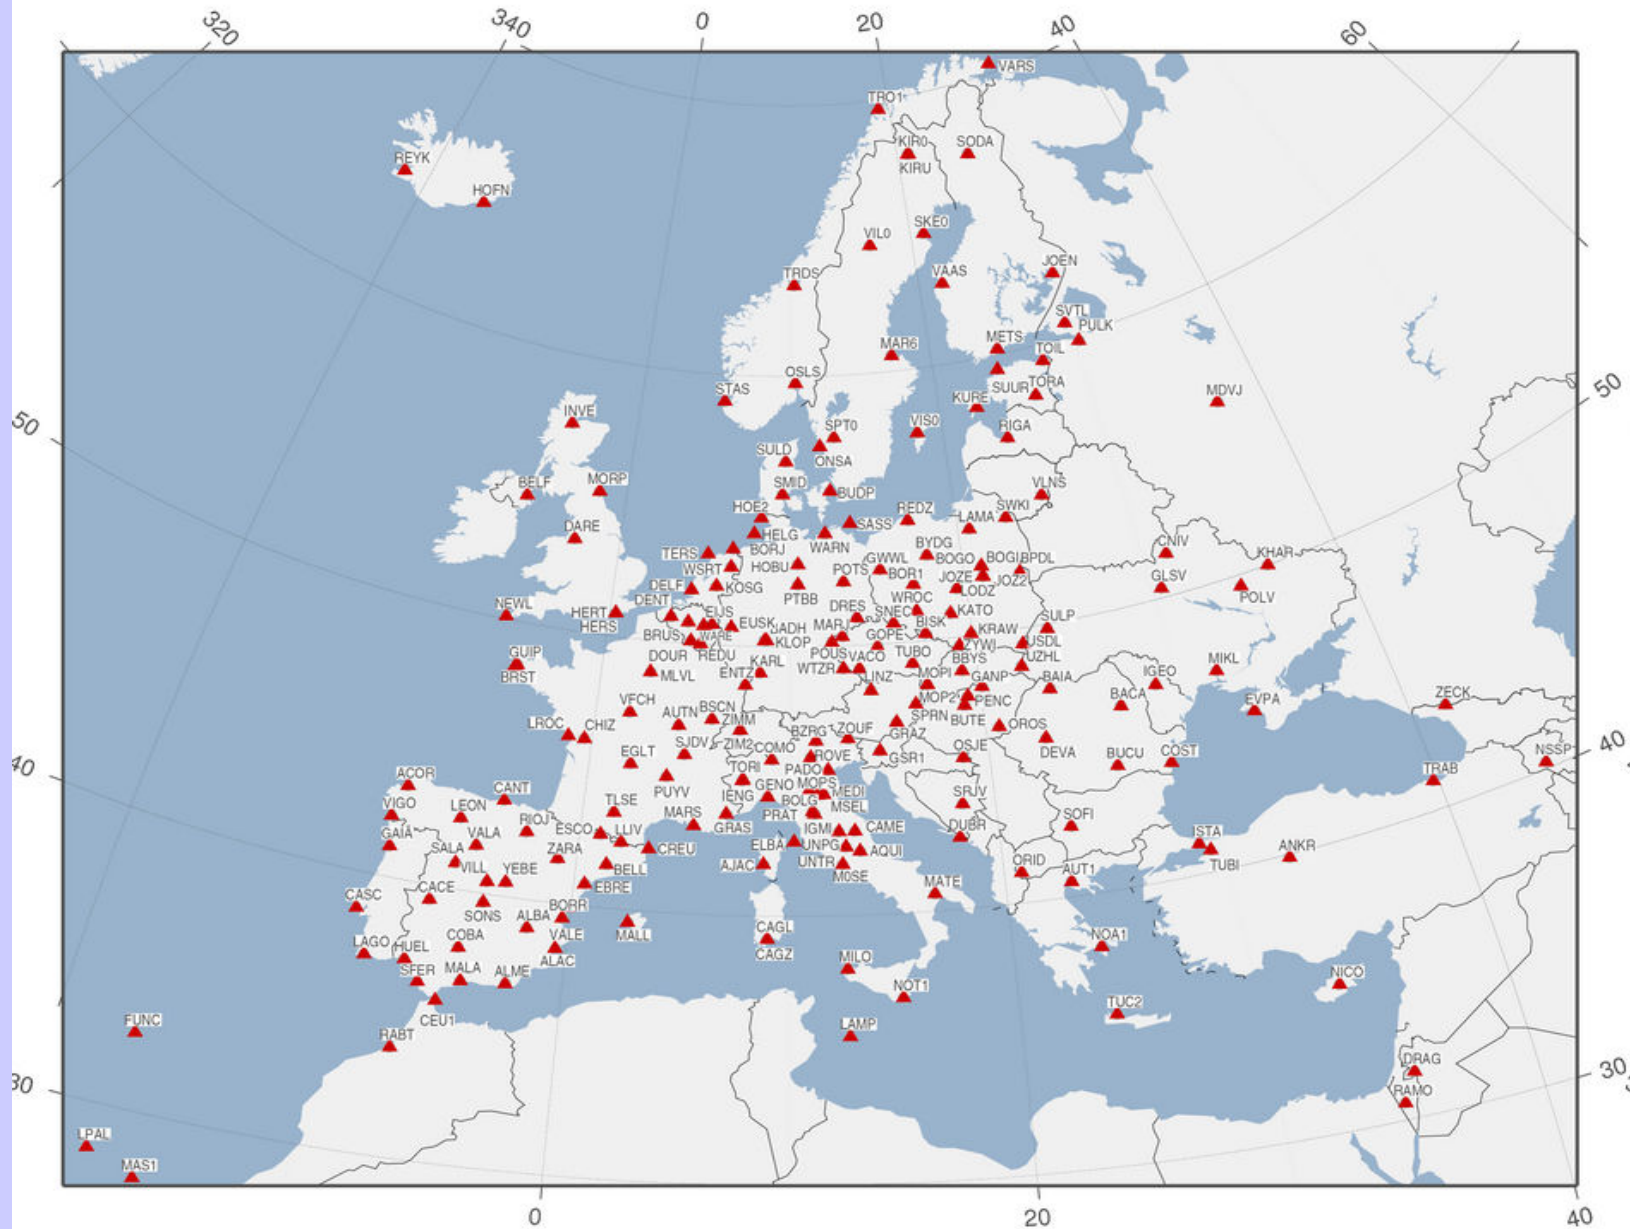 320
340
0
20
40
60
VARS
TRO1
KIR0
KIRU
SODA
REYK
HOFN
SKE0
VIL0
VAAS
JOEN
TRDS
SVTL
PULK
METS
TOIL
MAR6
SUUR
TORA
OSLS
STAS
KURE
MDVJ
50
INVE
SPT0
VIS0
RIGA
50
SULD
ONSA
BELF
MORP
SMID
BUDP
VLNS
HOE2
SASS
REDZ
LAMA
SWKI
DARE
HELG
WARN
BYDG
CNIV
KHAR
TERS
BORJ
WSRT
HOBU
POTS
GWWL
BOGO
BOGI
BPDL
DELF
KOSG
PTBB
BOR1
JOZE
JOZ2
GLSV
POLV
DENT
LODZ
NEWL
HERT
HERS
EIJS
EUSK
DRES
WROC
SNEC
KATO
SULP
BRUS
WARE
JADH
KLOP
MARJ
GOPE
BISK
KRAW
ZYWI
USDL
GUIP
BRST
DOUR
REDU
KARL
POUS
VACO
TUBO
BBYS
UZHL
MLVL
ENTZ
WTZR
LINZ
MOPI
GANP
BAIA
IGEO
MIKL
VFCH
AUTN
BSCN
MOP2
PENC
BACA
EVPA
ZECK
LROC
CHIZ
ZIMM
ZIM2
SPRN
BUTE
OROS
BZRG
ZOUF
GRAZ
EGLT
SJDV
COMO
ROVE
GSR1
OSJE
DEVA
BUCU
COST
NSSP
40
40
ACOR
CANT
PUYV
TORI
PADO
TRAB
VIGO
LEON
RIOJ
TLSE
IENG
GENO
MOPS
MEDI
SRJV
MARS
GRAS
BOLG
MSEL
PRAT
SOFI
GAIA
VALA
ESCO
LLIV
IGMI
CAME
DUBR
ISTA
TUBI
ANKR
SALA
ZARA
CREU
ELBA
UNPG
AQUI
VILL
YEBE
BELL
AJAC
UNTR
M0SE
ORID
AUT1
CASC
CACE
EBRE
MATE
SONS
ALBA
BORR
MALL
CAGL
CAGZ
LAGO
HUEL
COBA
VALE
ALAC
NOA1
SFER
MALA
ALME
MILO
NOT1
NICO
CEU1
TUC2
FUNC
RABT
LAMP
DRAG
RAMO
30
30
LPAL
MAS1
0
20
40